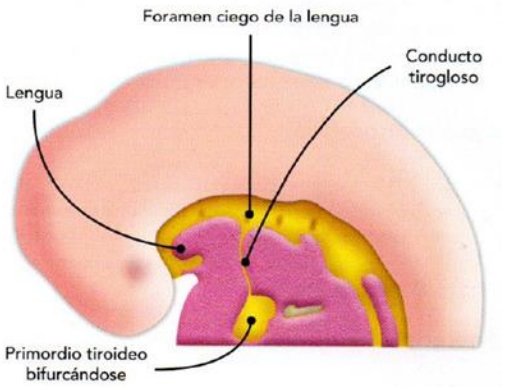 Foramen ciego de la lengua
Conducto
tirogloso
Lengua
Primordio tiroideo
bifurcándose